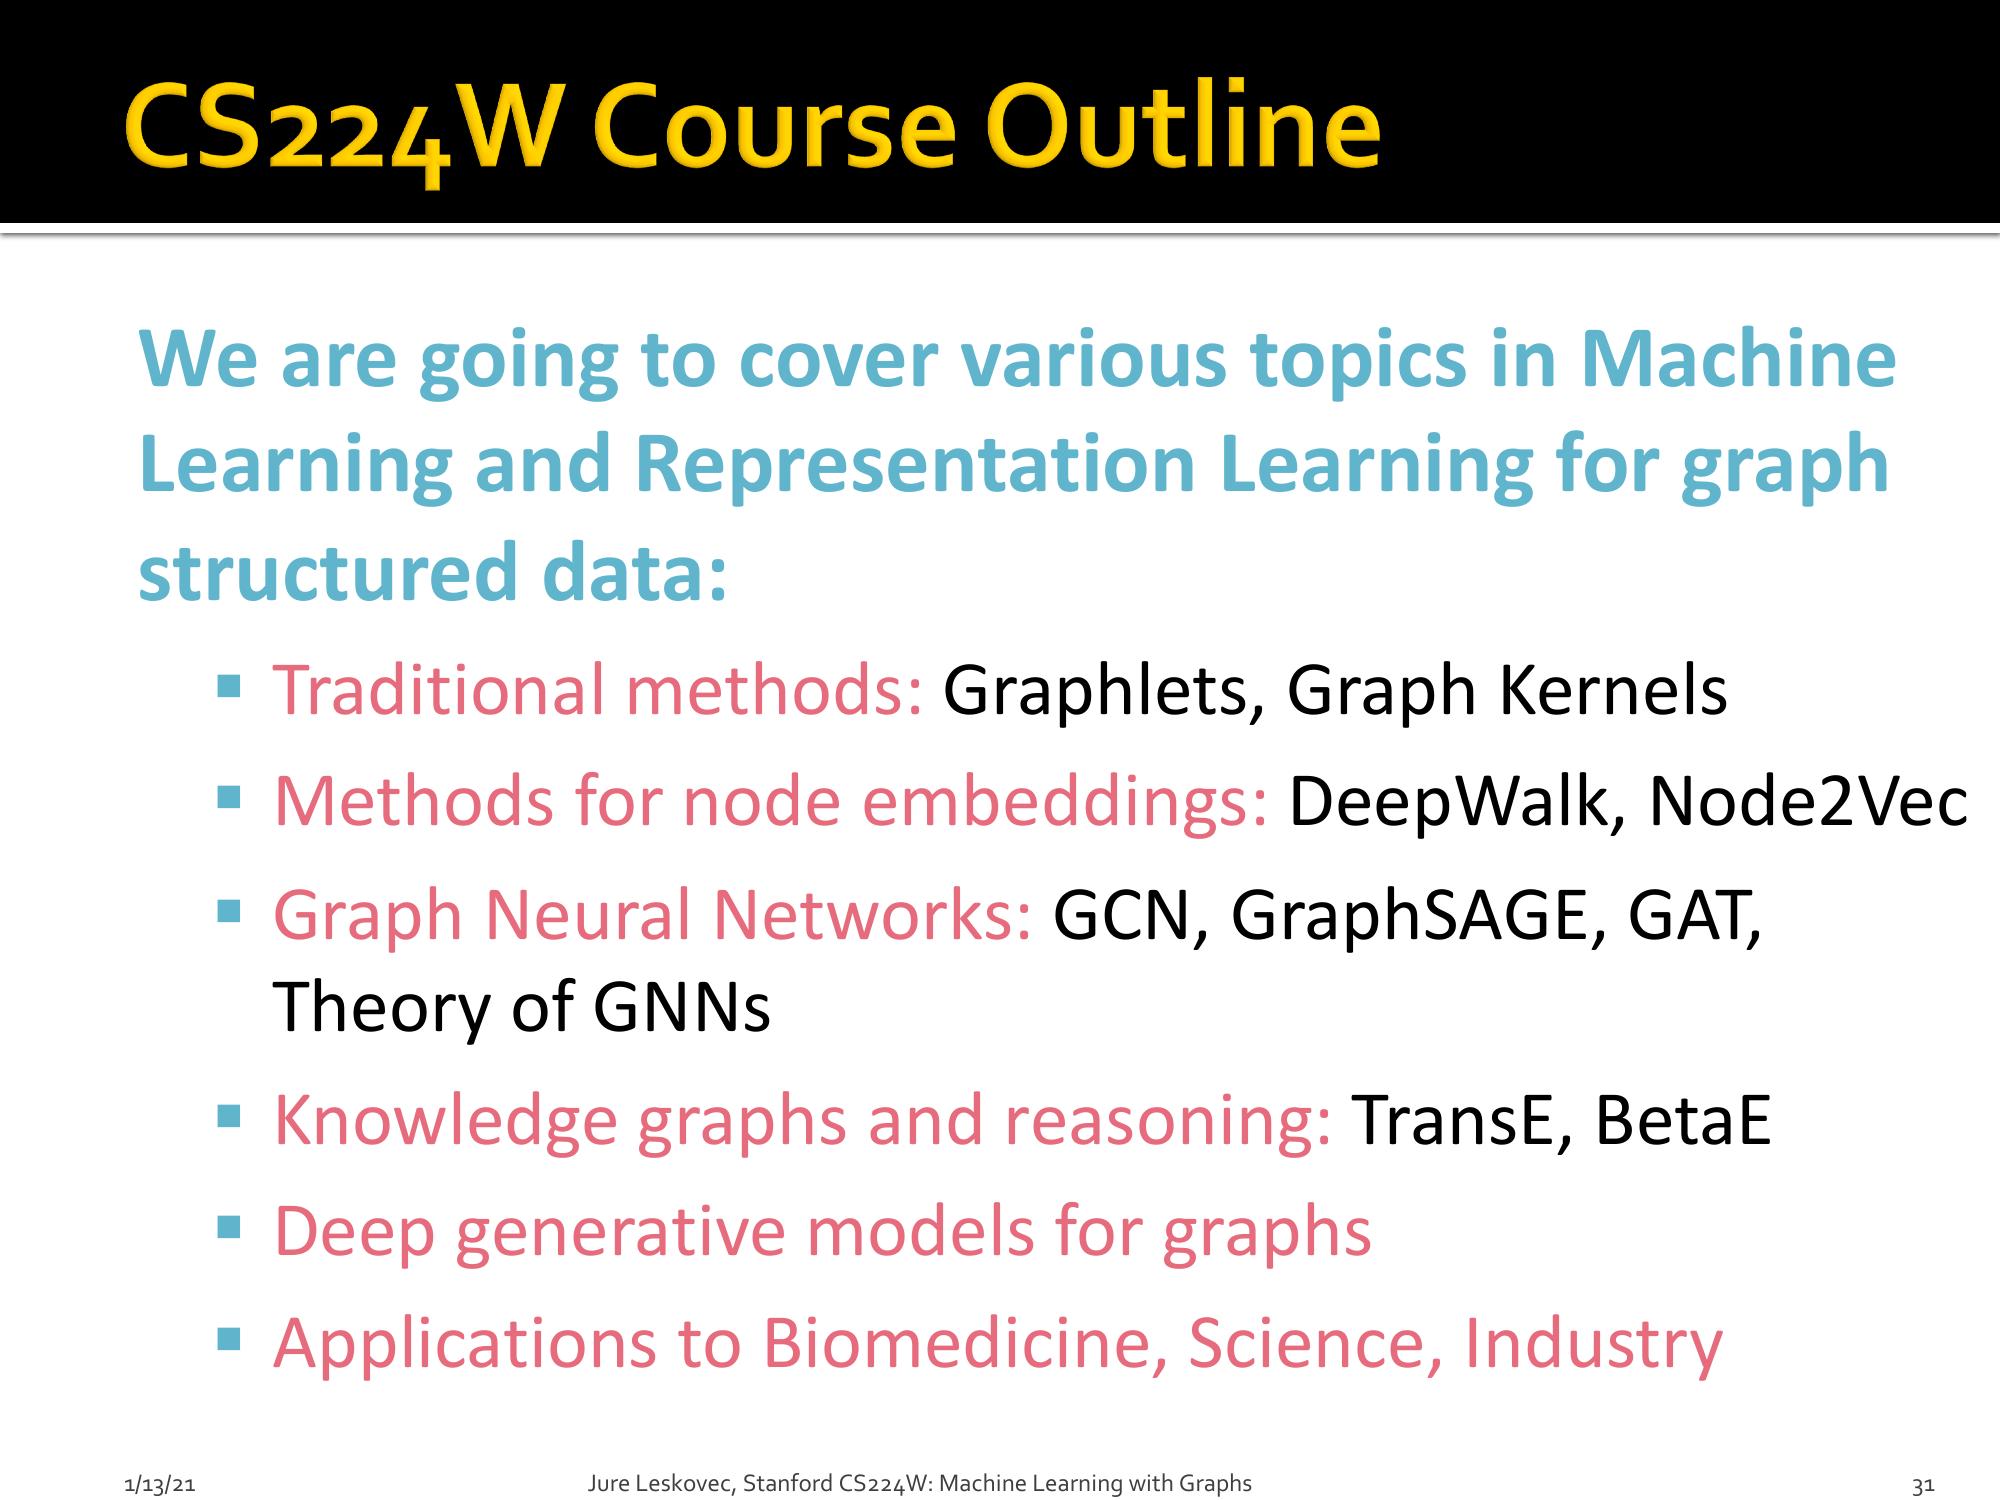 CS224W Course Outline
We are going to cover various topics in Machine
Learning and Representation Learning for graph
structured data:
▪ Traditional methods: Graphlets, Graph Kernels
▪ Methods for node embeddings: DeepWalk, Node2Vec
▪ Graph Neural Networks: GCN, GraphSAGE, GAT,
Theory of GNNs
▪ Knowledge graphs and reasoning: TransE, BetaE
▪ Deep generative models for graphs
▪ Applications to Biomedicine, Science, Industry
1/13/21 Jure Leskovec, Stanford CS224W: Machine Learning with Graphs 31